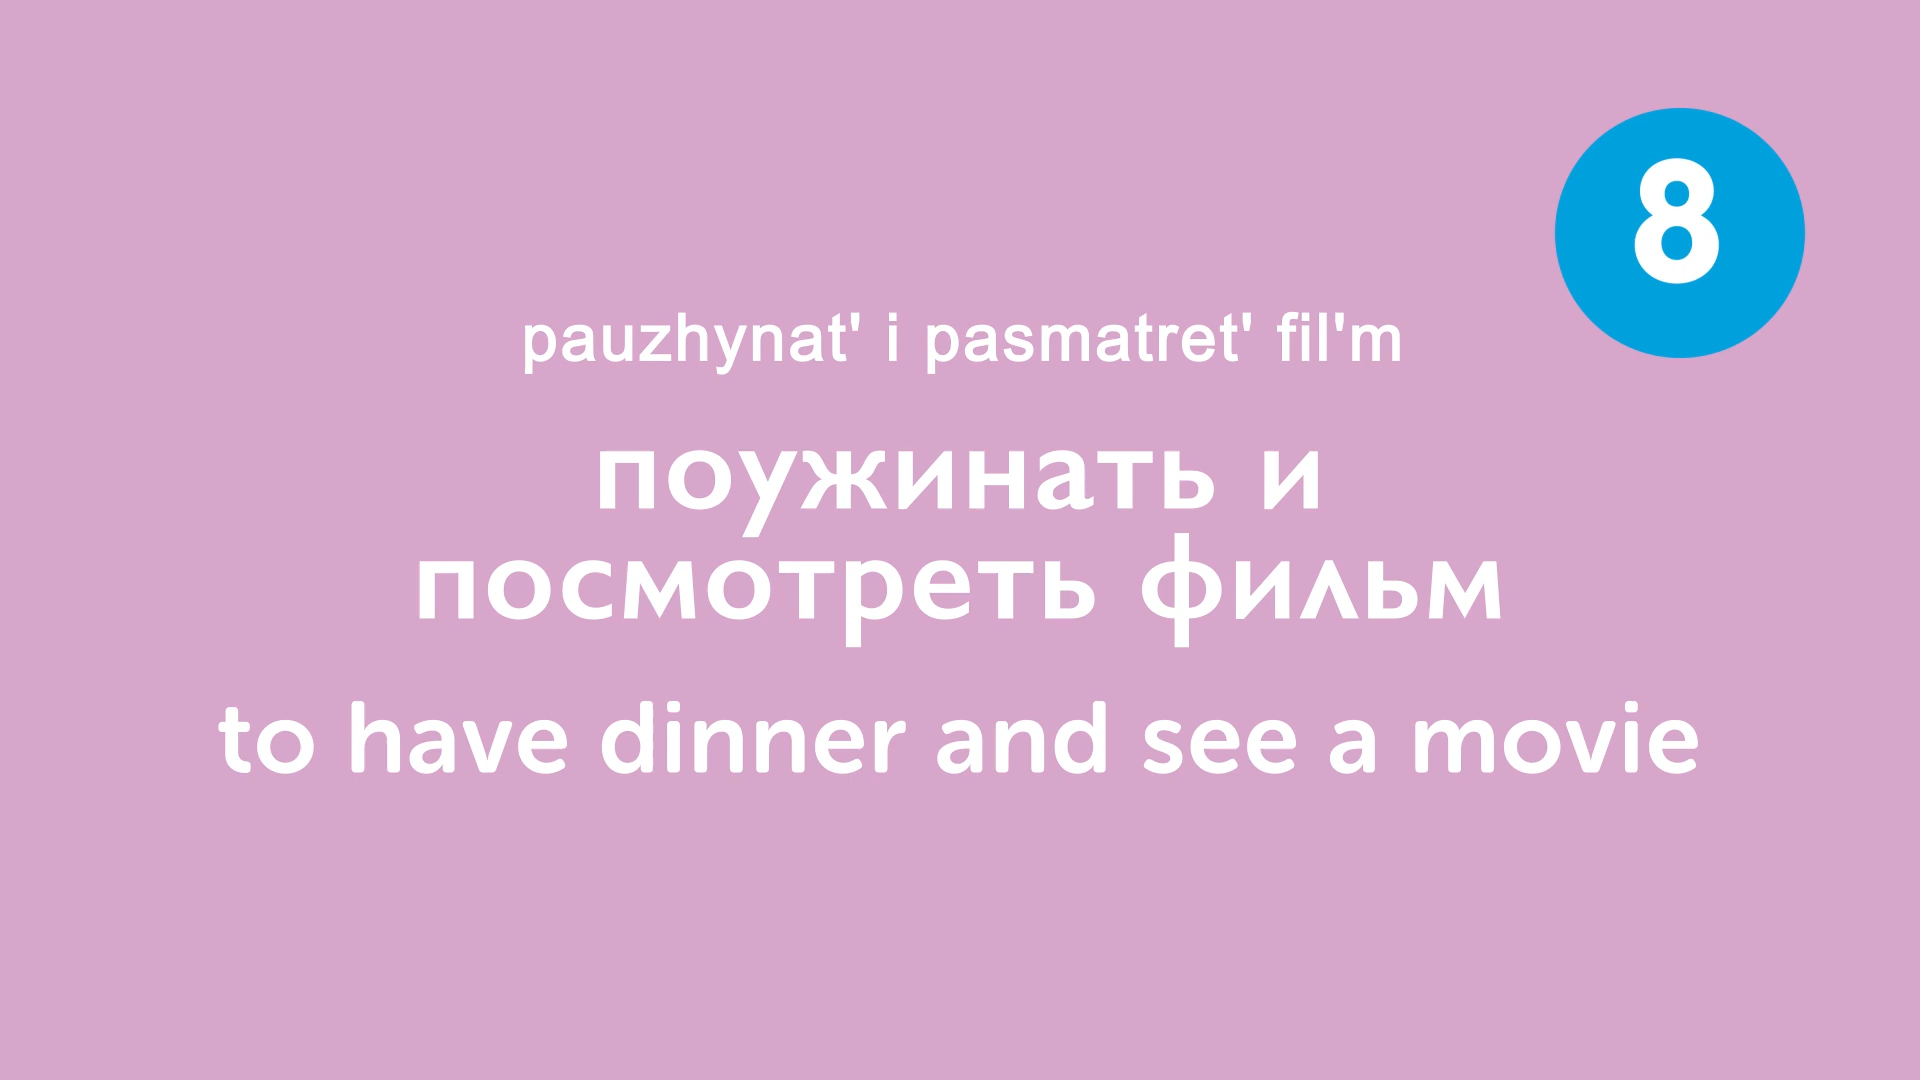 8
pauzhynat' i pasmatret' fil'm
поужинать и
посмотреть фильм
to have dinner and see a movie